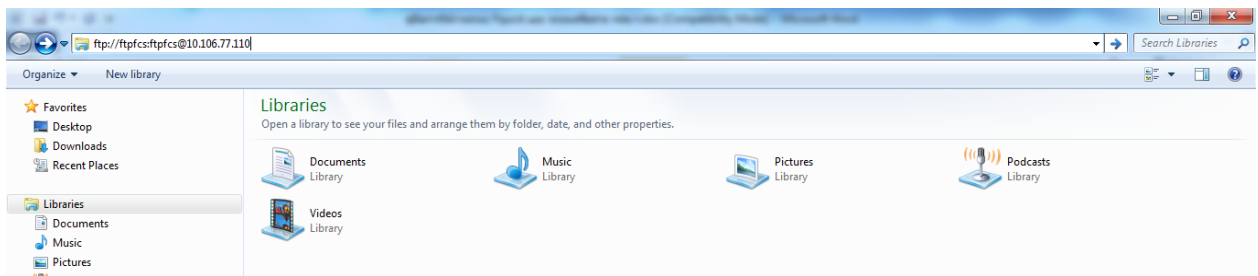 ftp://ftpfcs:ftpfcs@10.106.77.110
Search Libraries
Organize New library
Favorites
Desktop
Downloads
Recent Places
Libraries
Documents
Music
Pictures
Libraries
Open a library to see your files and arrange them by folder, date, and other properties.
Documents
Library
Music
Library
Pictures
Library
Podcasts
Library
Videos
Library